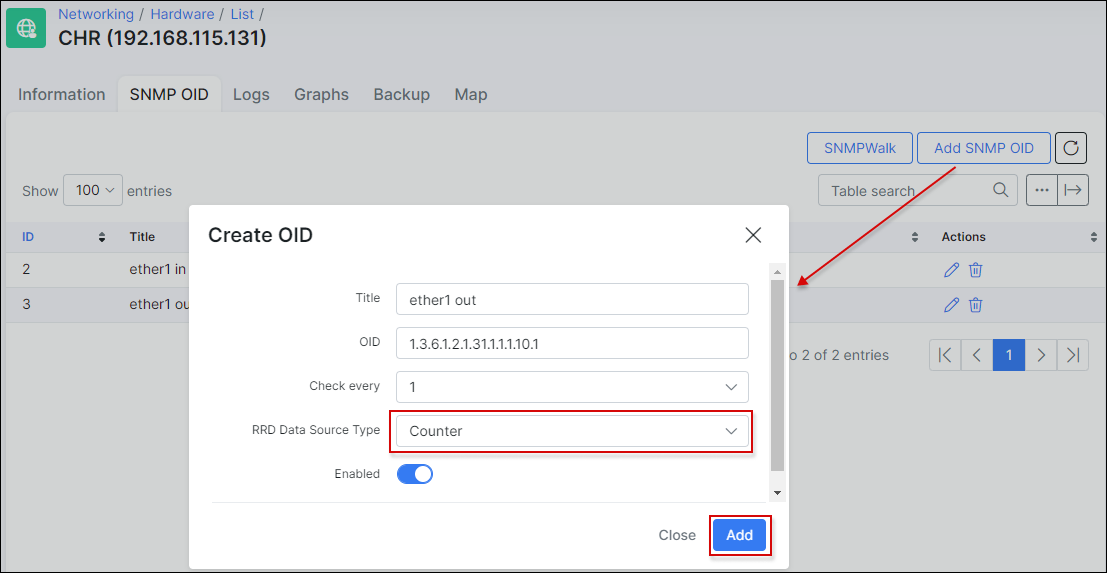 Networking / Hardware / List /
CHR (192.168.115.131)
Information SNMP OID Logs Graphs Backup Map
SNMPWalk Add SNMP OID
Show 100 entries Table search
ID Title Actions
2 ether1 in
3 ether1 ou
o 2 of 2 entries 1
Create OID
Title ether1 out
OID 1.3.6.1.2.1.31.1.1.1.10.1
Check every 1
RRD Data Source Type Counter
Enabled
Close Add